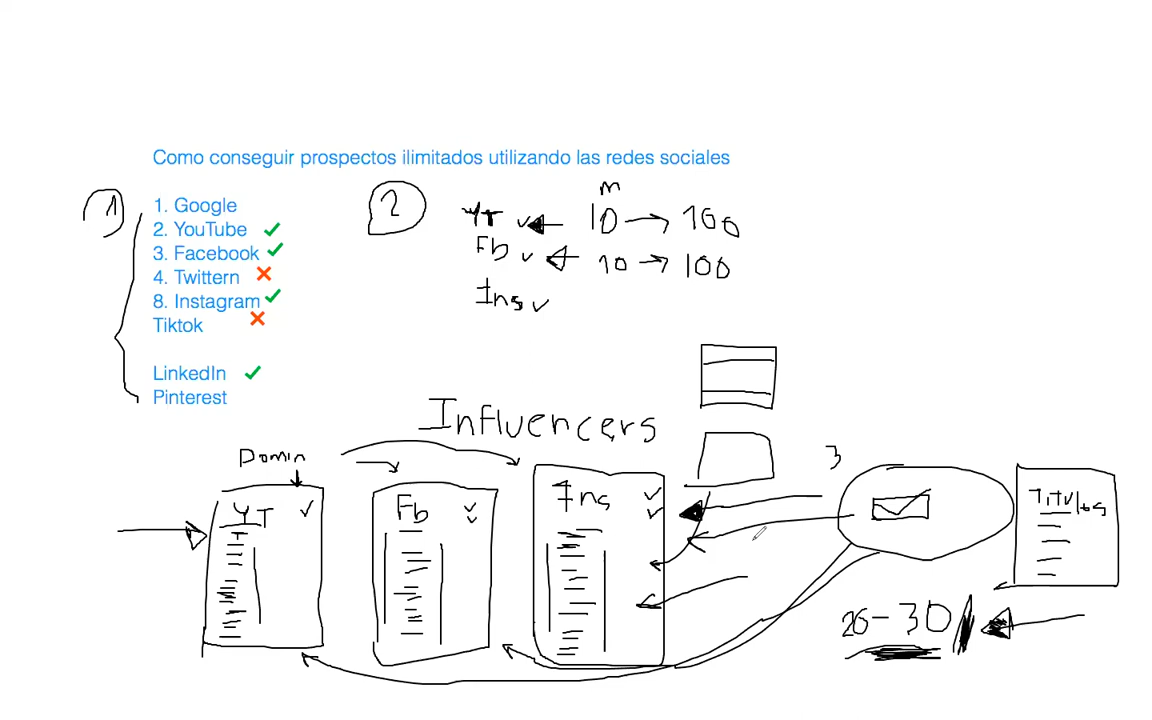 Como conseguir prospectos ilimitados utilizando las redes sociales
1)
1. Google
2. YouTube
3. Facebook
4. Twittern
8. Instagram
Tiktok
LinkedIn
Pinterest
2
m
YT 10 → 100
Fb 10 → 100
Ins
Influencers
Domin
YT
Fb
Ins
3
Titulos
20-30